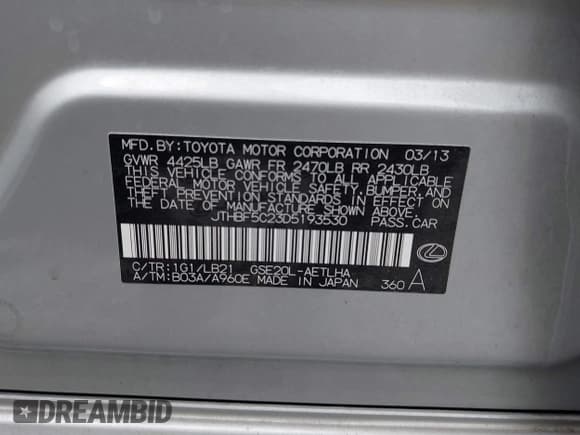 MFD. BY: TOYOTA MOTOR CORPORATION 03/13
GVWR 4425LB GAWR FR 2470LB RR 2430LB
THIS VEHICLE CONFORMS TO ALL APPLICABLE
FEDERAL MOTOR VEHICLE SAFETY, BUMPER, AND
THEFT PREVENTION STANDARDS IN EFFECT ON
THE DATE OF MANUFACTURE SHOWN ABOVE.
JTHBF5C23D5193530 PASS.CAR
C/TR:1G1/LB21 GSE20L-AETLHA
A/TM:B03A/A960E MADE IN JAPAN 360 A
DREAMBID